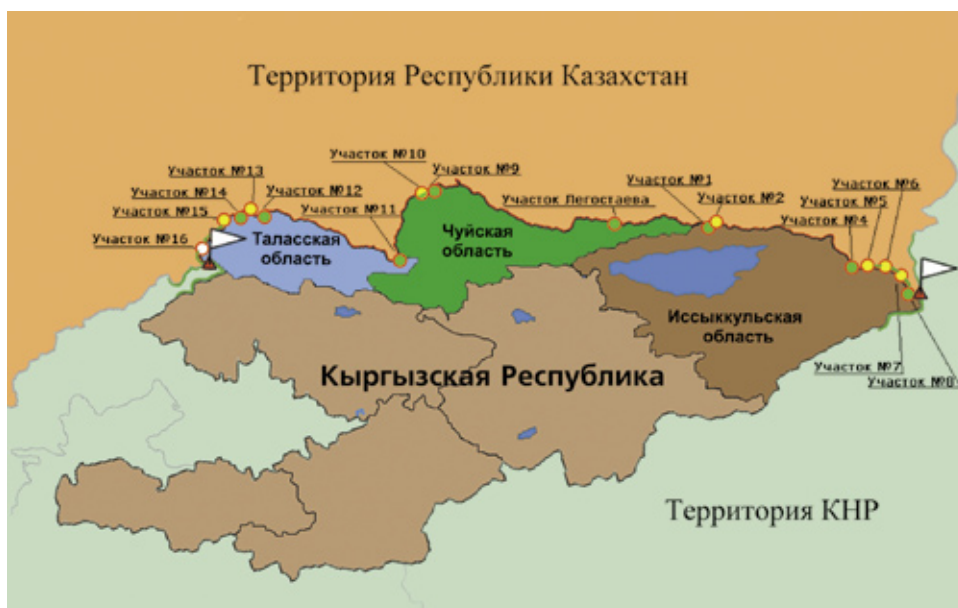 Территория Республики Казахстан
Участок №10
Участок №9
Участок №13
Участок №14
Участок №12
Участок №15
Участок №11
Участок №16
Участок Легостаева
Участок №1
Участок №2
Участок №6
Участок №5
Участок №4
Таласская
область
Чуйская
область
Иссыккульская
область
Участок №7
Участок №8
Кыргызская Республика
Территория КНР